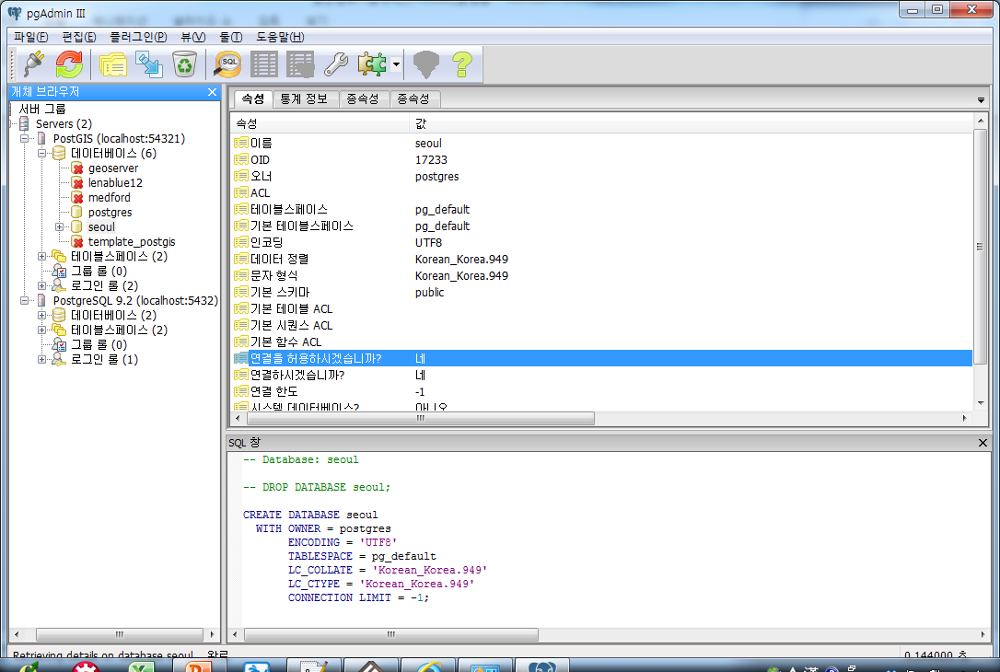 pgAdmin III
파일(F) 편집(E) 플러그인(P) 뷰(V) 툴(T) 도움말(H)
SQL
개체 브라우저
서버 그룹
Servers (2)
PostGIS (localhost:54321)
데이터베이스 (6)
geoserver
lenablue12
medford
postgres
seoul
template_postgis
테이블스페이스 (2)
그룹 롤 (0)
로그인 롤 (2)
PostgreSQL 9.2 (localhost:5432)
데이터베이스 (2)
테이블스페이스 (2)
그룹 롤 (0)
로그인 롤 (1)
속성 통계 정보 종속성 종속성
속성 값
이름 seoul
OID 17233
오너 postgres
ACL
테이블스페이스 pg_default
기본 테이블스페이스 pg_default
인코딩 UTF8
데이터 정렬 Korean_Korea.949
문자 형식 Korean_Korea.949
기본 스키마 public
기본 테이블 ACL
기본 시퀀스 ACL
기본 함수 ACL
연결을 허용하시겠습니까? 네
연결하시겠습니까? 네
연결 한도 -1
시스템 데이터베이스? 아니오
SQL 창
-- Database: seoul
-- DROP DATABASE seoul;
CREATE DATABASE seoul
WITH OWNER = postgres
ENCODING = 'UTF8'
TABLESPACE = pg_default
LC_COLLATE = 'Korean_Korea.949'
LC_CTYPE = 'Korean_Korea.949'
CONNECTION LIMIT = -1;
Retrieving details on database seoul... 완료 0.144000 초